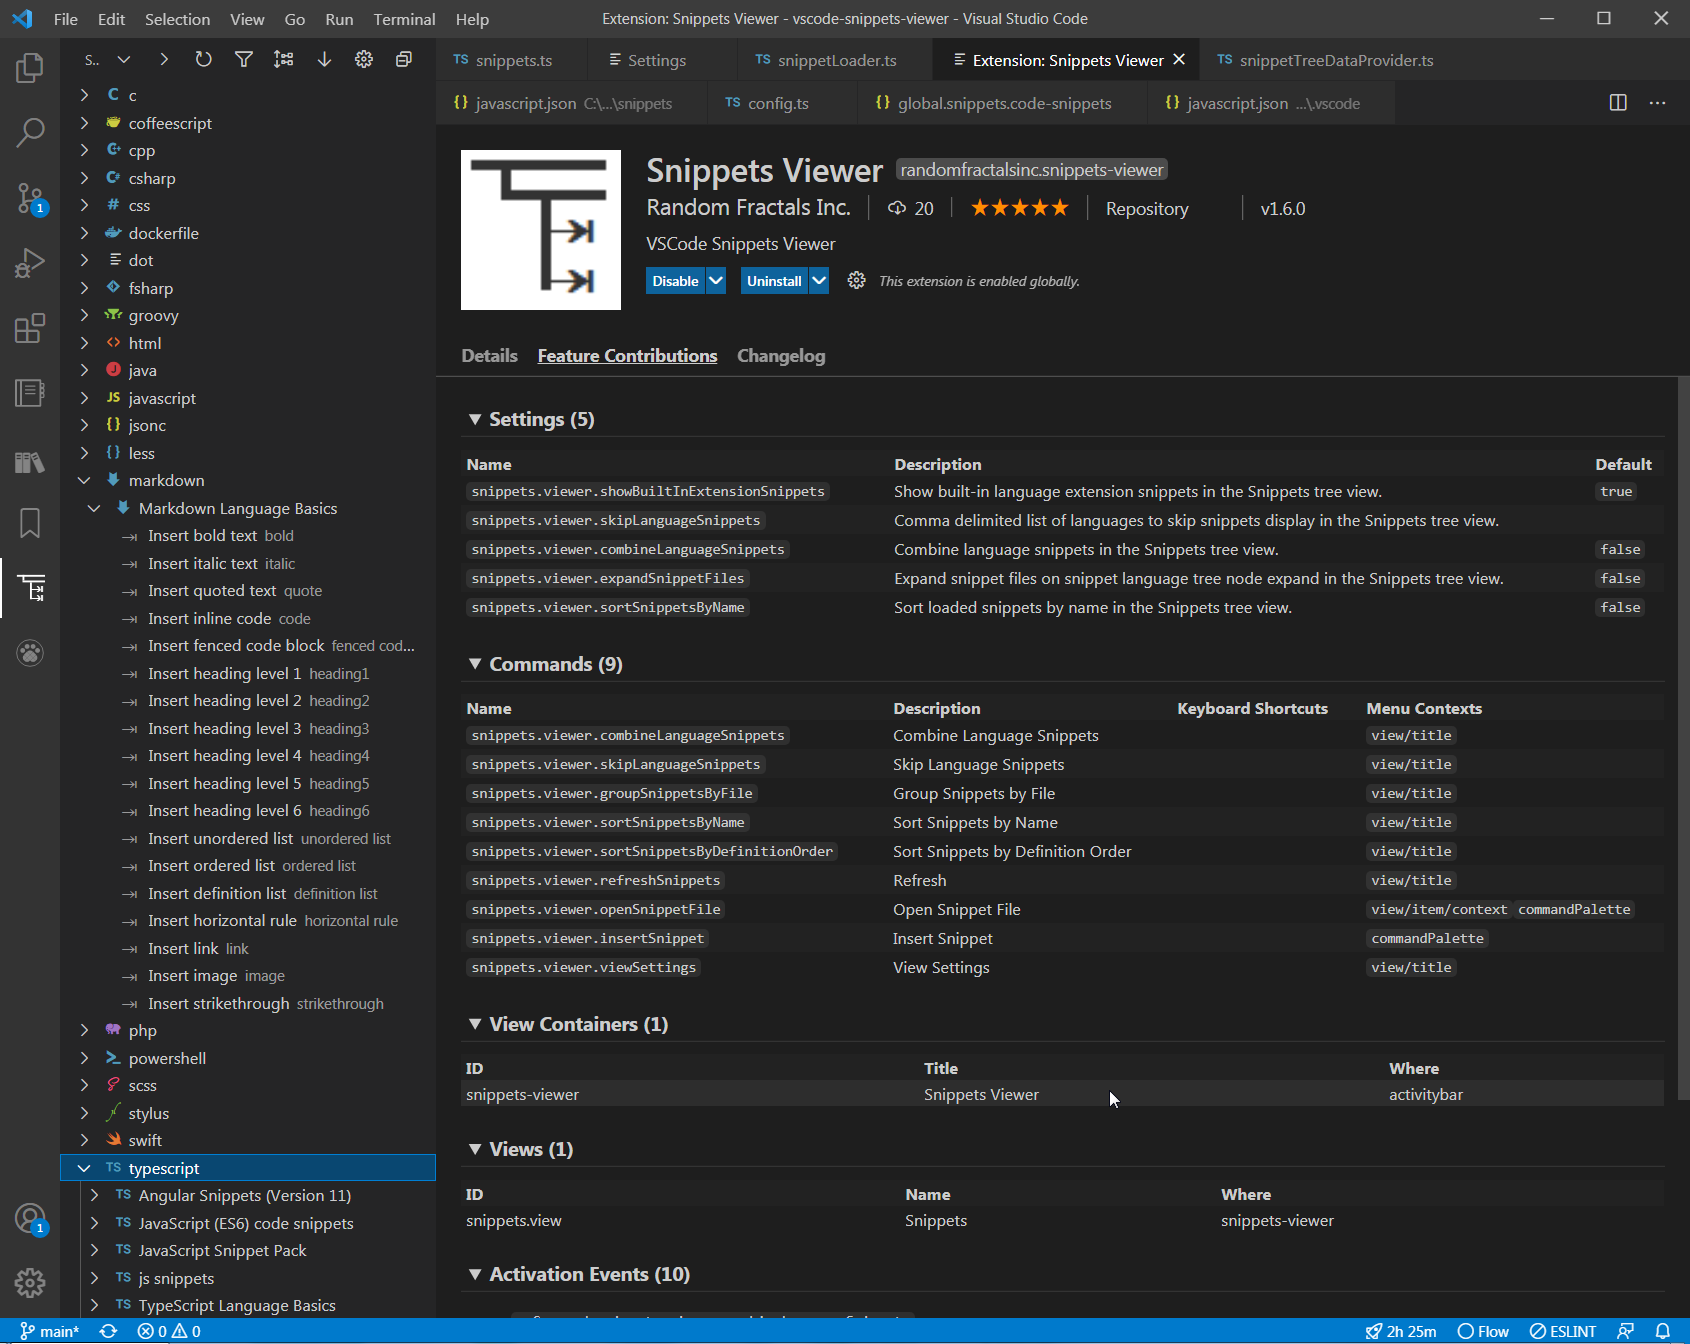 File Edit Selection View Go Run Terminal Help
Extension: Snippets Viewer - vscode-snippets-viewer - Visual Studio Code
S..
TS snippets.ts
Settings
TS snippetLoader.ts
Extension: Snippets Viewer
TS snippetTreeDataProvider.ts
{} javascript.json C:\...\snippets
TS config.ts
{} global.snippets.code-snippets
{} javascript.json ...\.vscode
1
1
C c
coffeescript
cpp
csharp
# css
dockerfile
dot
fsharp
groovy
html
J java
JS javascript
{} jsonc
{} less
markdown
Markdown Language Basics
Insert bold text bold
Insert italic text italic
Insert quoted text quote
Insert inline code code
Insert fenced code block fenced cod...
Insert heading level 1 heading1
Insert heading level 2 heading2
Insert heading level 3 heading3
Insert heading level 4 heading4
Insert heading level 5 heading5
Insert heading level 6 heading6
Insert unordered list unordered list
Insert ordered list ordered list
Insert definition list definition list
Insert horizontal rule horizontal rule
Insert link link
Insert image image
Insert strikethrough strikethrough
php
powershell
scss
stylus
swift
TS typescript
TS Angular Snippets (Version 11)
TS JavaScript (ES6) code snippets
TS JavaScript Snippet Pack
TS js snippets
TS TypeScript Language Basics
Snippets Viewer randomfractalsinc.snippets-viewer
Random Fractals Inc. 20 ★★★★★ Repository v1.6.0
VSCode Snippets Viewer
Disable Uninstall This extension is enabled globally.
Details Feature Contributions Changelog
Settings (5)
Name Description Default
snippets.viewer.showBuiltInExtensionSnippets Show built-in language extension snippets in the Snippets tree view. true
snippets.viewer.skipLanguageSnippets Comma delimited list of languages to skip snippets display in the Snippets tree view.
snippets.viewer.combineLanguageSnippets Combine language snippets in the Snippets tree view. false
snippets.viewer.expandSnippetFiles Expand snippet files on snippet language tree node expand in the Snippets tree view. false
snippets.viewer.sortSnippetsByName Sort loaded snippets by name in the Snippets tree view. false
Commands (9)
Name Description Keyboard Shortcuts Menu Contexts
snippets.viewer.combineLanguageSnippets Combine Language Snippets view/title
snippets.viewer.skipLanguageSnippets Skip Language Snippets view/title
snippets.viewer.groupSnippetsByFile Group Snippets by File view/title
snippets.viewer.sortSnippetsByName Sort Snippets by Name view/title
snippets.viewer.sortSnippetsByDefinitionOrder Sort Snippets by Definition Order view/title
snippets.viewer.refreshSnippets Refresh view/title
snippets.viewer.openSnippetFile Open Snippet File view/item/context commandPalette
snippets.viewer.insertSnippet Insert Snippet commandPalette
snippets.viewer.viewSettings View Settings view/title
View Containers (1)
ID Title Where
snippets-viewer Snippets Viewer activitybar
Views (1)
ID Name Where
snippets.view Snippets snippets-viewer
Activation Events (10)
main* 0 0
2h 25m Flow ESLINT